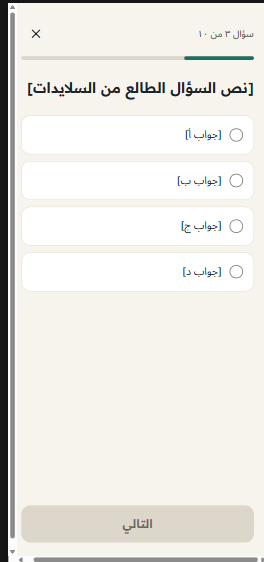 سؤال ٣ من ١٠
[نص السؤال الطالع من السلايدات]
[جواب أ]
[جواب ب]
[جواب ج]
[جواب د]
التالي